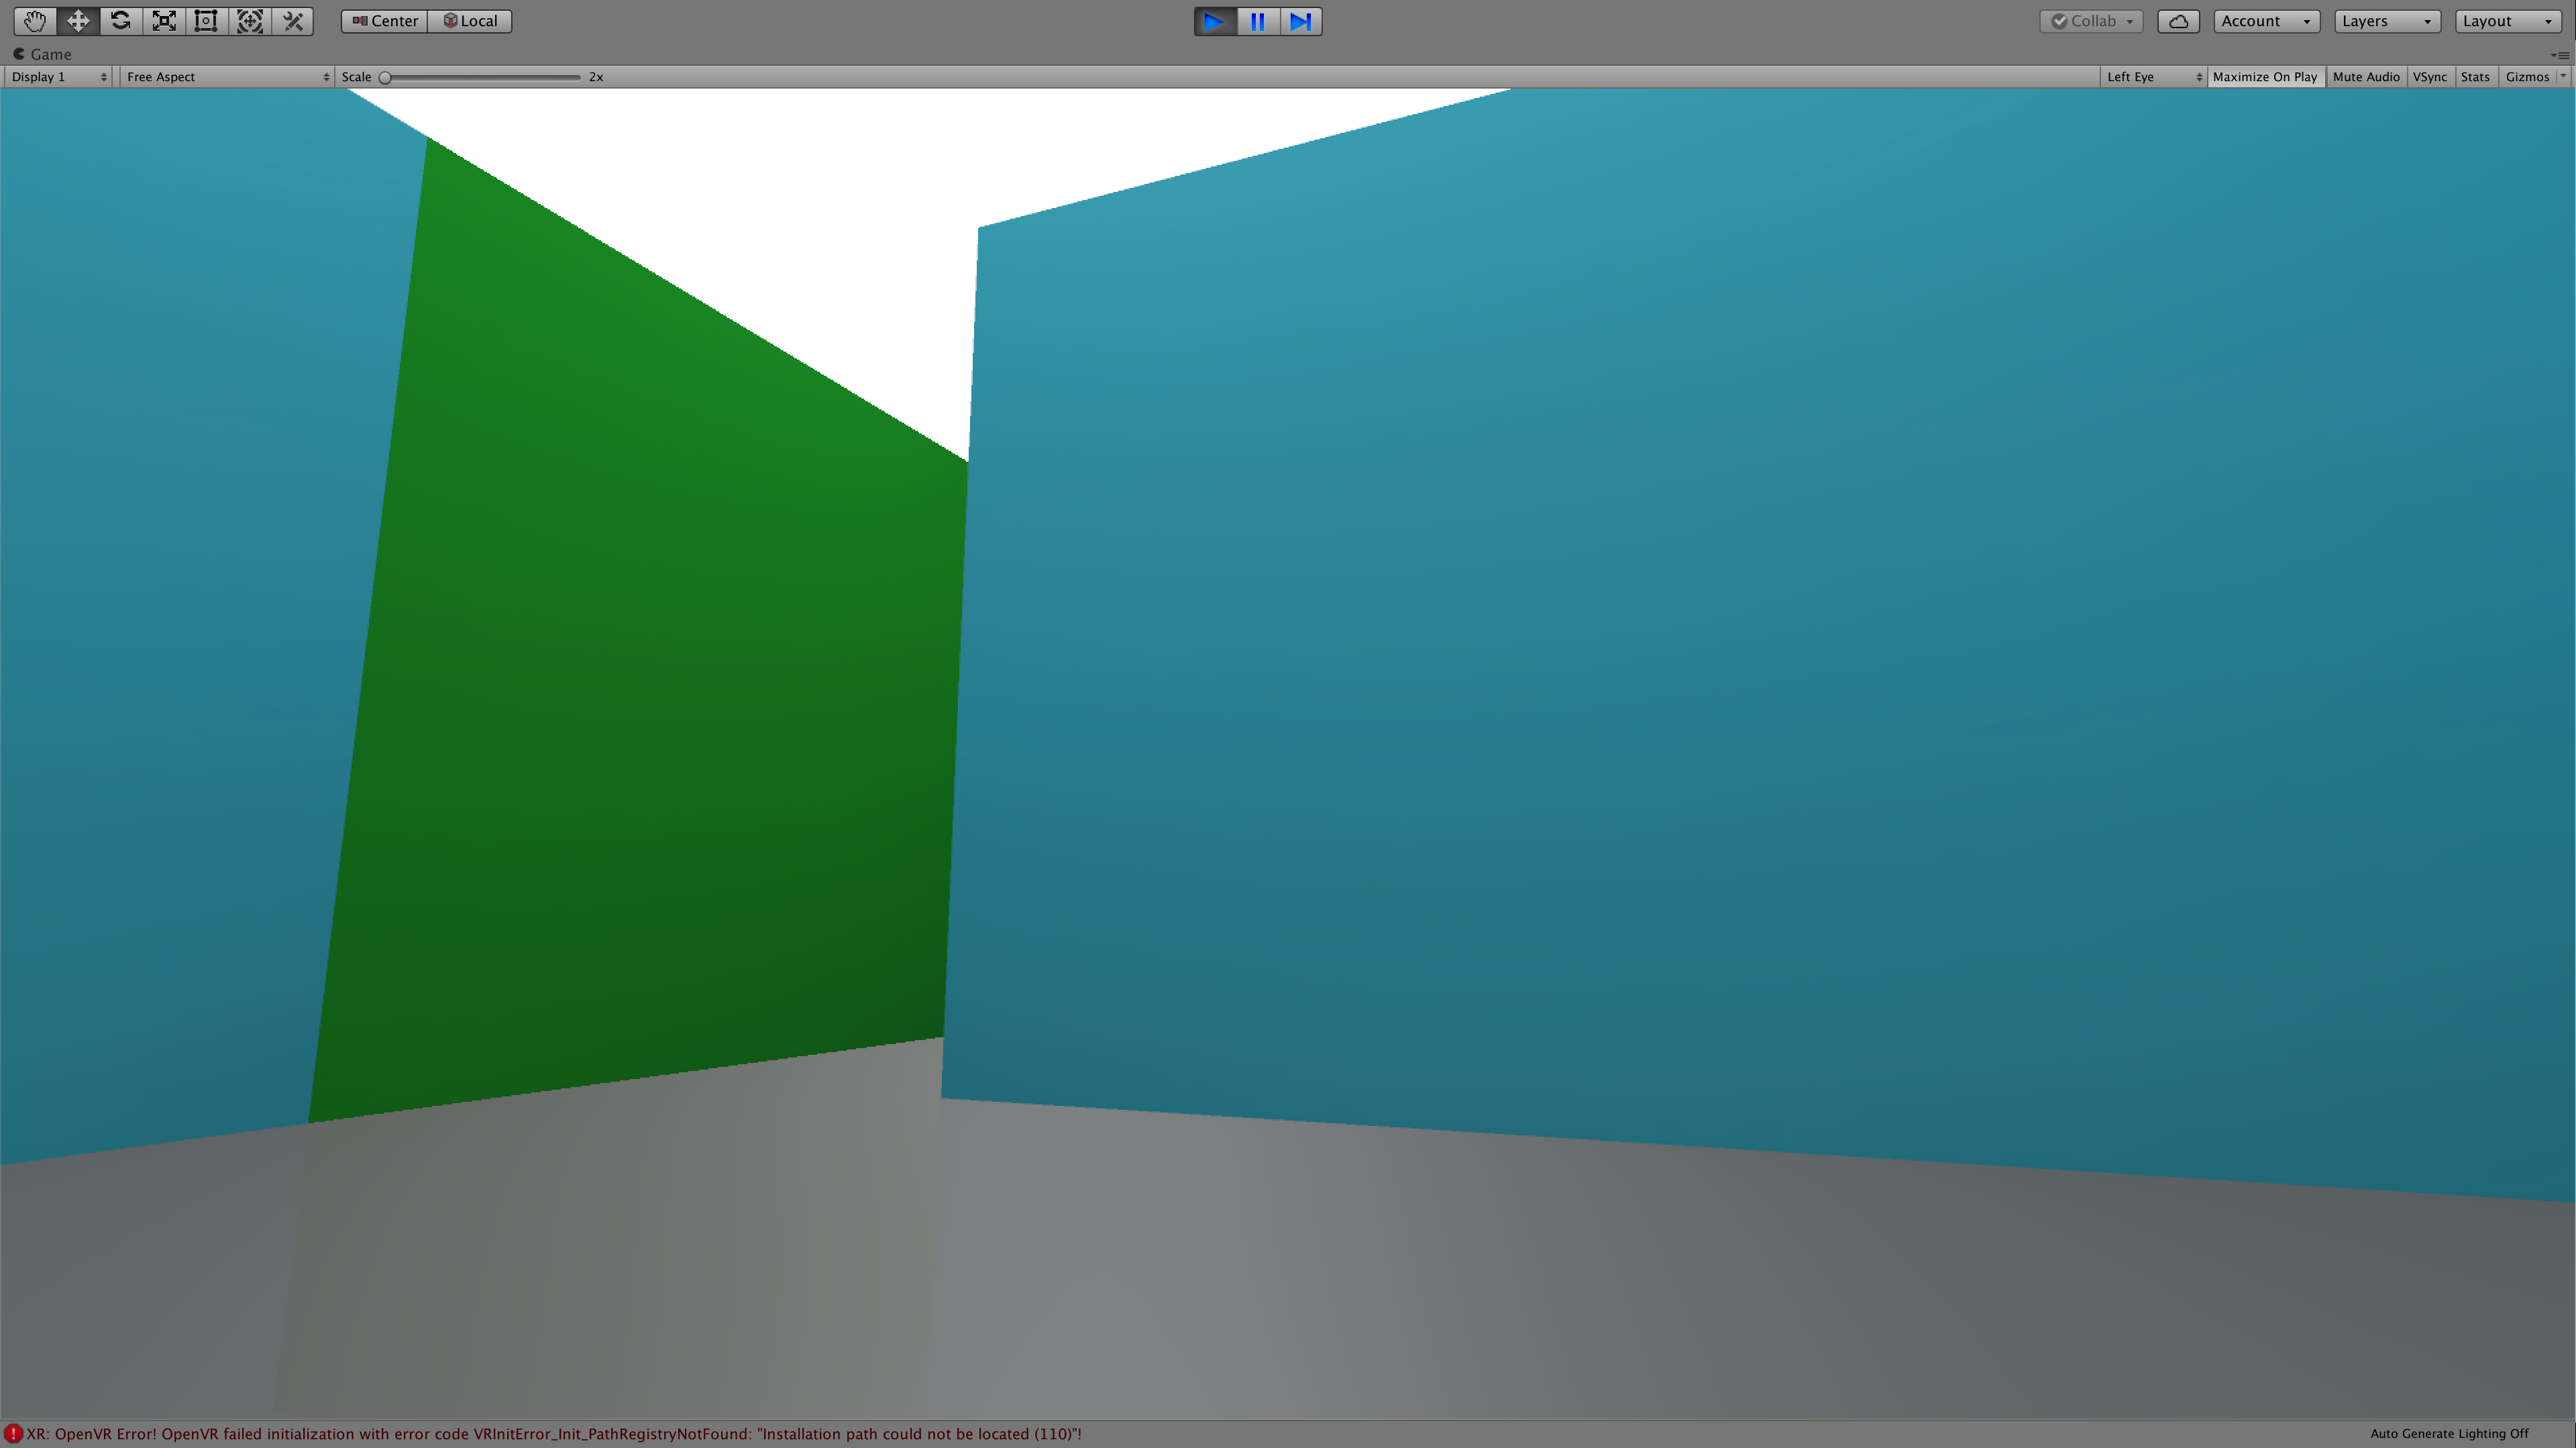 Center Local Collab Account Layers Layout
Game
Display 1 Free Aspect Scale 2x Left Eye Maximize On Play Mute Audio VSync Stats Gizmos
XR: OpenVR Error! OpenVR failed initialization with error code VRInitError_Init_PathRegistryNotFound: "Installation path could not be located (110)"! Auto Generate Lighting Off